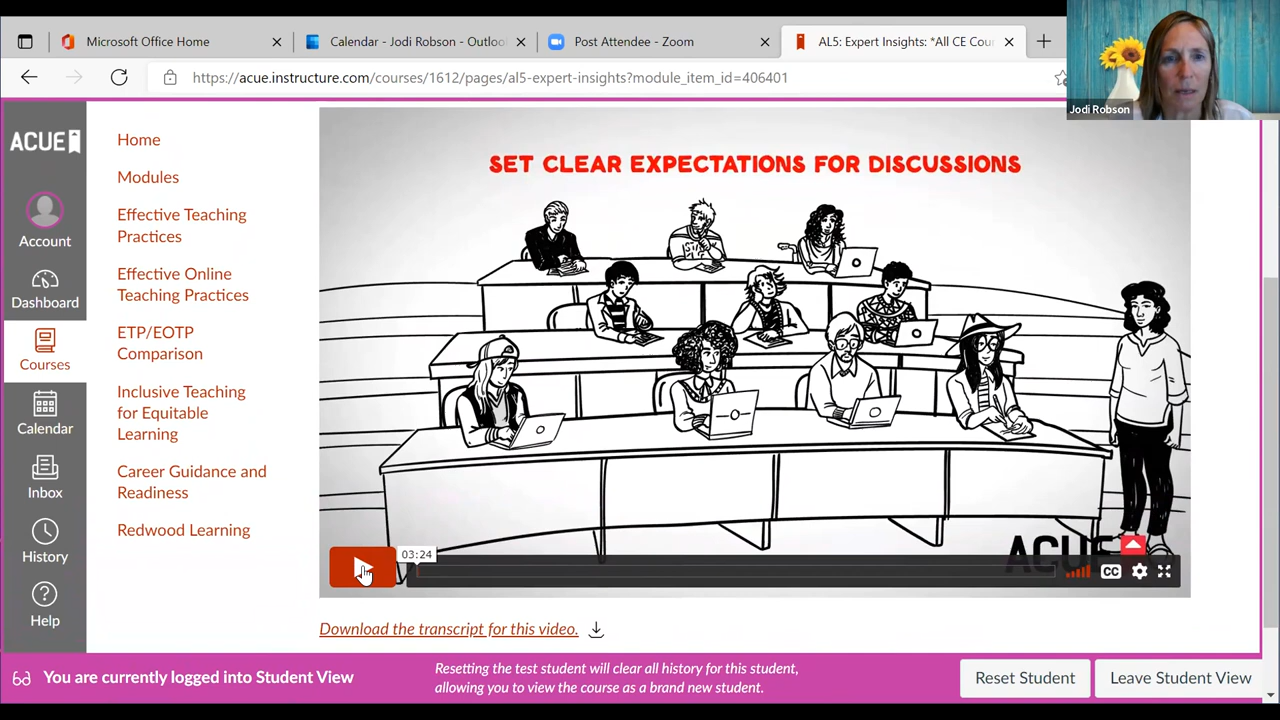 Microsoft Office Home
Calendar - Jodi Robson - Outloo
Post Attendee - Zoom
AL5: Expert Insights: *All CE Cou
https://acue.instructure.com/courses/1612/pages/al5-expert-insights?module_item_id=406401
Jodi Robson
ACUE
Account
Dashboard
Courses
Calendar
Inbox
History
Help
Home
Modules
Effective Teaching
Practices
Effective Online
Teaching Practices
ETP/EOTP
Comparison
Inclusive Teaching
for Equitable
Learning
Career Guidance and
Readiness
Redwood Learning
SET CLEAR EXPECTATIONS FOR DISCUSSIONS
ACUE
03:24
CC
Download the transcript for this video.
You are currently logged into Student View
Resetting the test student will clear all history for this student,
allowing you to view the course as a brand new student.
Reset Student
Leave Student View